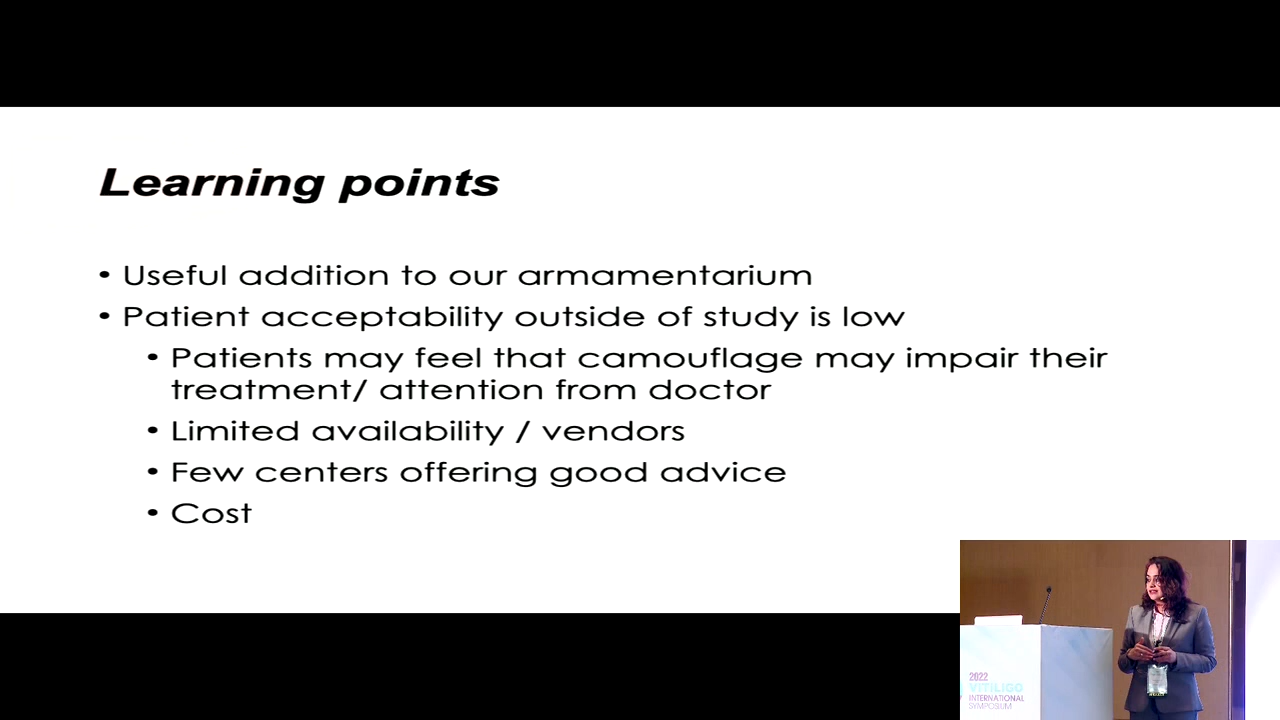 Learning points
• Useful addition to our armamentarium
• Patient acceptability outside of study is low
• Patients may feel that camouflage may impair their
treatment/ attention from doctor
• Limited availability / vendors
• Few centers offering good advice
• Cost
2022
VITILIGO
INTERNATIONAL
SYMPOSIUM